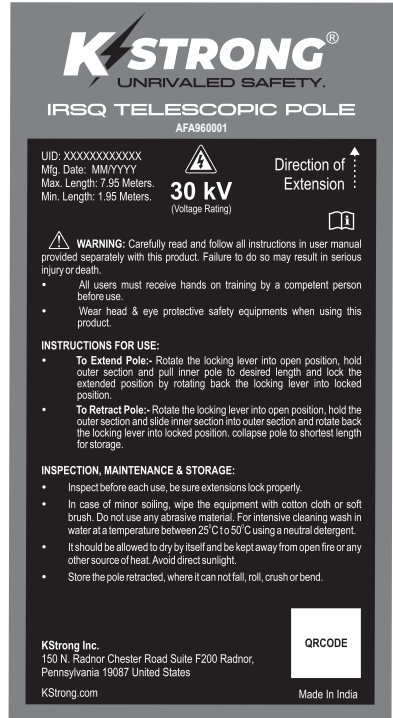 KSTRONG®
UNRIVALED SAFETY.
IRSQ TELESCOPIC POLE
AFA960001
UID: XXXXXXXXXXXX
Mfg. Date: MM/YYYY
Max. Length: 7.95 Meters.
Min. Length: 1.95 Meters.
30 kV
(Voltage Rating)
Direction of
Extension
WARNING: Carefully read and follow all instructions in user manual
provided separately with this product. Failure to do so may result in serious
injury or death.
• All users must receive hands on training by a competent person
before use.
• Wear head & eye protective safety equipments when using this
product.
INSTRUCTIONS FOR USE:
• To Extend Pole:- Rotate the locking lever into open position, hold
outer section and pull inner pole to desired length and lock the
extended position by rotating back the locking lever into locked
position.
• To Retract Pole:- Rotate the locking lever into open position, hold the
outer section and slide inner section into outer section and rotate back
the locking lever into locked position. collapse pole to shortest length
for storage.
INSPECTION, MAINTENANCE & STORAGE:
• Inspect before each use, be sure extensions lock properly.
• In case of minor soiling, wipe the equipment with cotton cloth or soft
brush. Do not use any abrasive material. For intensive cleaning wash in
water at a temperature between 25°C to 50°C using a neutral detergent.
• It should be allowed to dry by itself and be kept away from open fire or any
other source of heat. Avoid direct sunlight.
• Store the pole retracted, where it can not fall, roll, crush or bend.
KStrong Inc.
150 N. Radnor Chester Road Suite F200 Radnor,
Pennsylvania 19087 United States
KStrong.com
QRCODE
Made In India